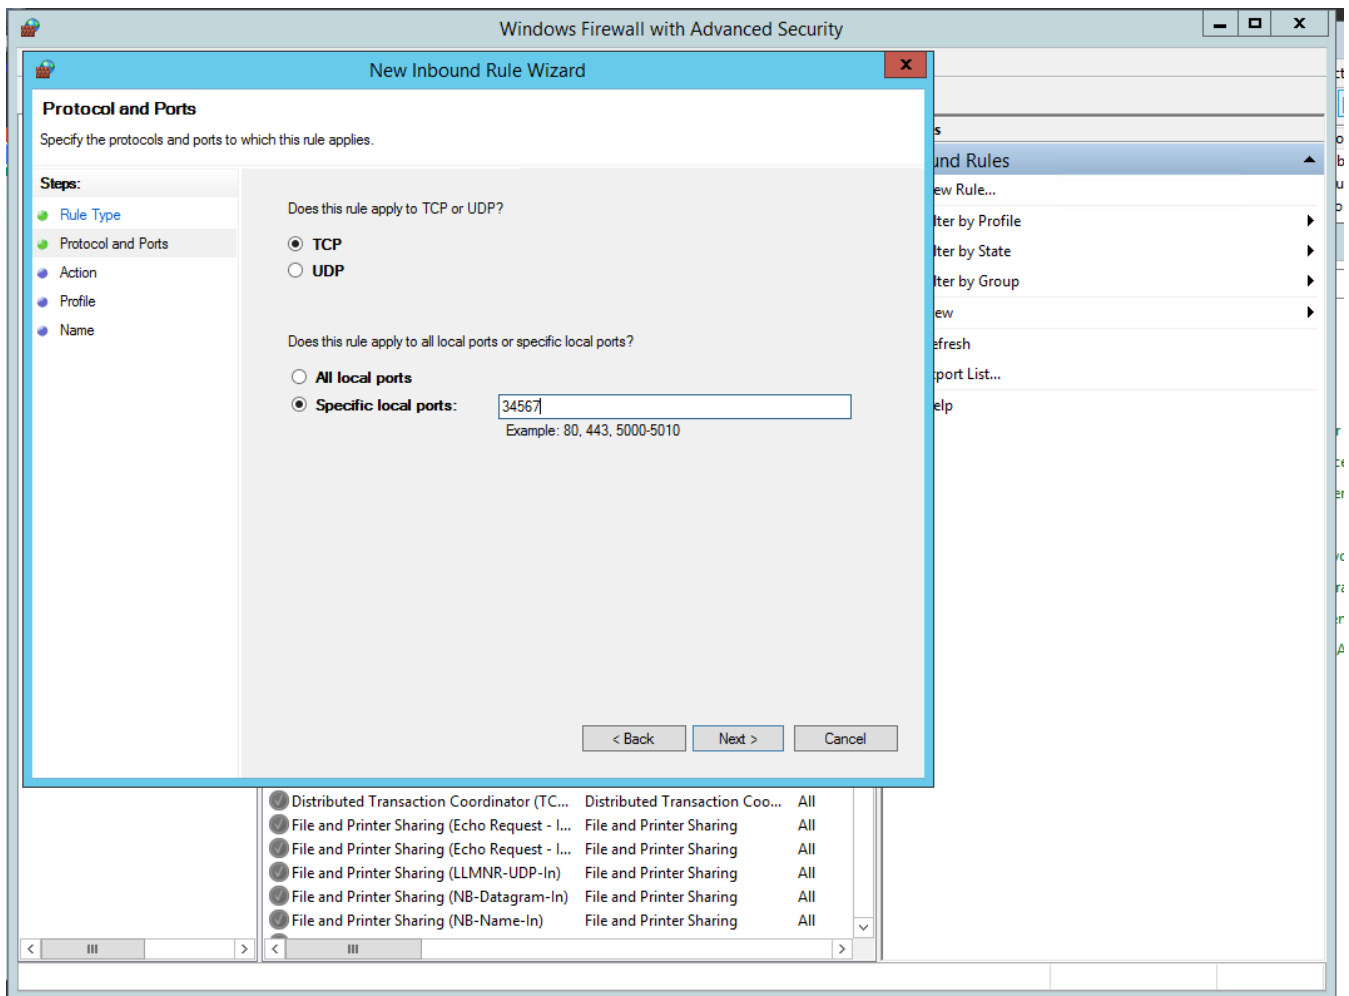 Windows Firewall with Advanced Security
New Inbound Rule Wizard
Protocol and Ports
Specify the protocols and ports to which this rule applies.
Steps:
Rule Type
Protocol and Ports
Action
Profile
Name
Does this rule apply to TCP or UDP?
TCP
UDP
Does this rule apply to all local ports or specific local ports?
All local ports
Specific local ports: 34567
Example: 80, 443, 5000-5010
< Back Next > Cancel
s
und Rules
ew Rule...
lter by Profile
lter by State
lter by Group
ew
efresh
port List...
elp
Distributed Transaction Coordinator (TC... Distributed Transaction Coo... All
File and Printer Sharing (Echo Request - I... File and Printer Sharing All
File and Printer Sharing (Echo Request - I... File and Printer Sharing All
File and Printer Sharing (LLMNR-UDP-In) File and Printer Sharing All
File and Printer Sharing (NB-Datagram-In) File and Printer Sharing All
File and Printer Sharing (NB-Name-In) File and Printer Sharing All